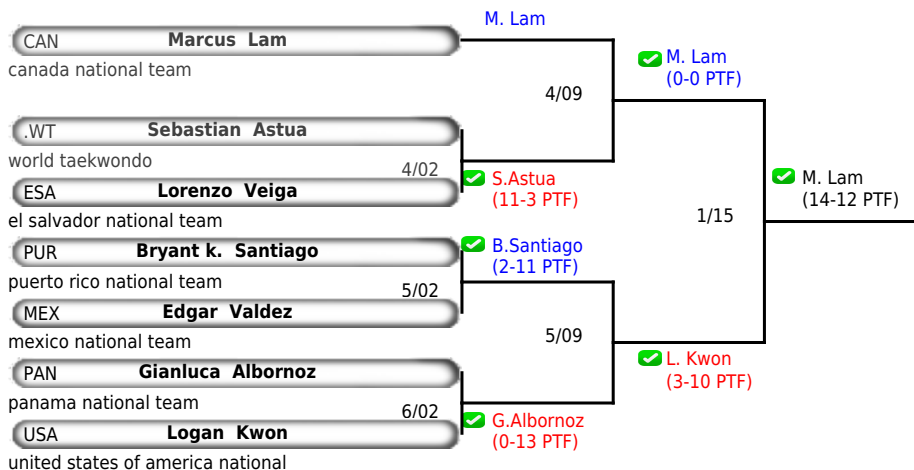 M. Lam
CAN Marcus Lam
canada national team
M. Lam
(0-0 PTF)
4/09
.WT Sebastian Astua
world taekwondo
4/02
S.Astua
(11-3 PTF)
ESA Lorenzo Veiga
el salvador national team
M. Lam
(14-12 PTF)
1/15
PUR Bryant k. Santiago
puerto rico national team
B.Santiago
(2-11 PTF)
5/02
MEX Edgar Valdez
mexico national team
5/09
PAN Gianluca Albornoz
panama national team
L. Kwon
(3-10 PTF)
6/02
G.Albornoz
(0-13 PTF)
USA Logan Kwon
united states of america national